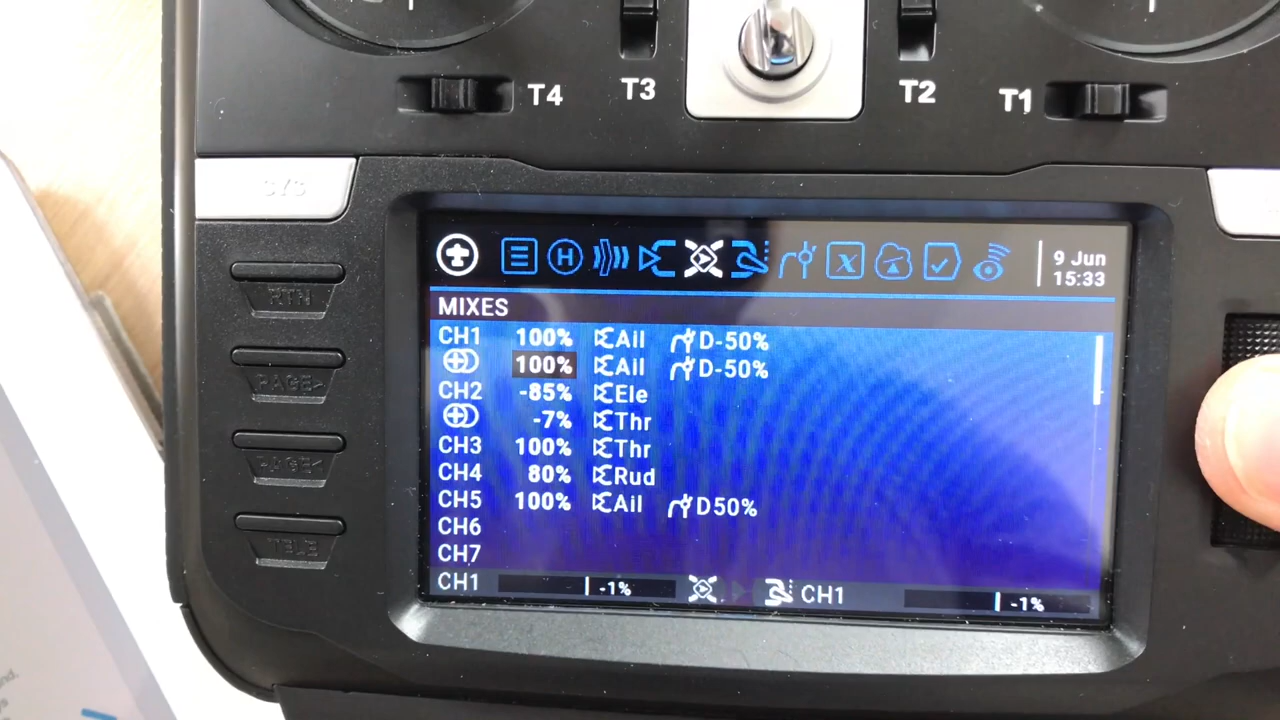 T4
T3
T2
T1
SYS
RTN
PAGE>
PAGE<
TELE
9 Jun
15:33
MIXES
CH1 100% Ail D-50%
100% Ail D-50%
CH2 -85% Ele
-7% Thr
CH3 100% Thr
CH4 80% Rud
CH5 100% Ail D50%
CH6
CH7
CH1 -1% CH1 -1%